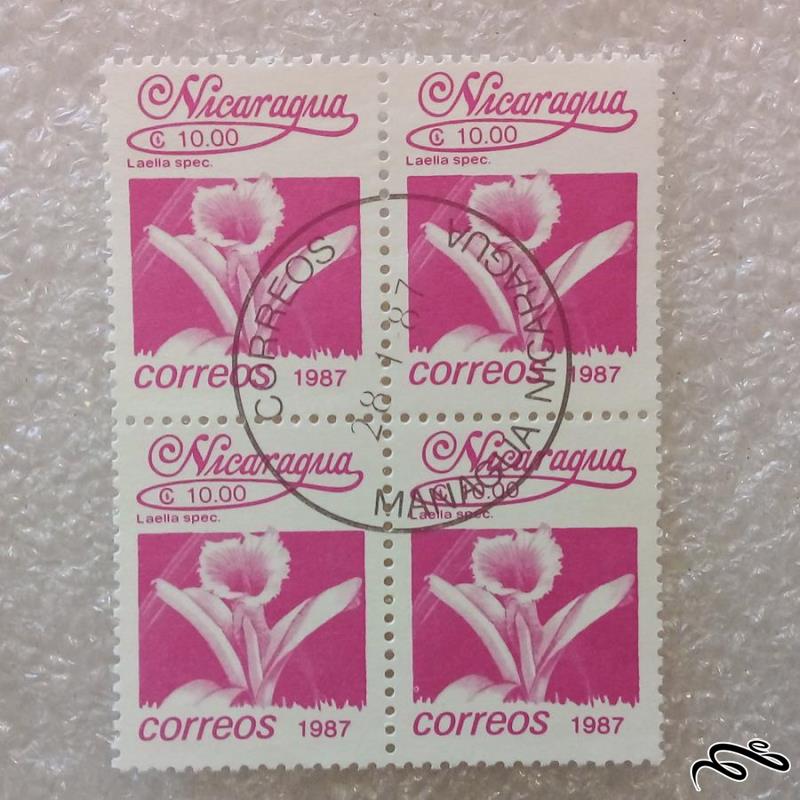 Nicaragua
₡ 10.00
Laelia spec.
correos 1987
Nicaragua
₡ 10.00
Laelia spec.
correos 1987
Nicaragua
₡ 10.00
Laelia spec.
correos 1987
Nicaragua
₡ 10.00
Laelia spec.
correos 1987
CORREOS
MANAGUA NICARAGUA
28 1 87